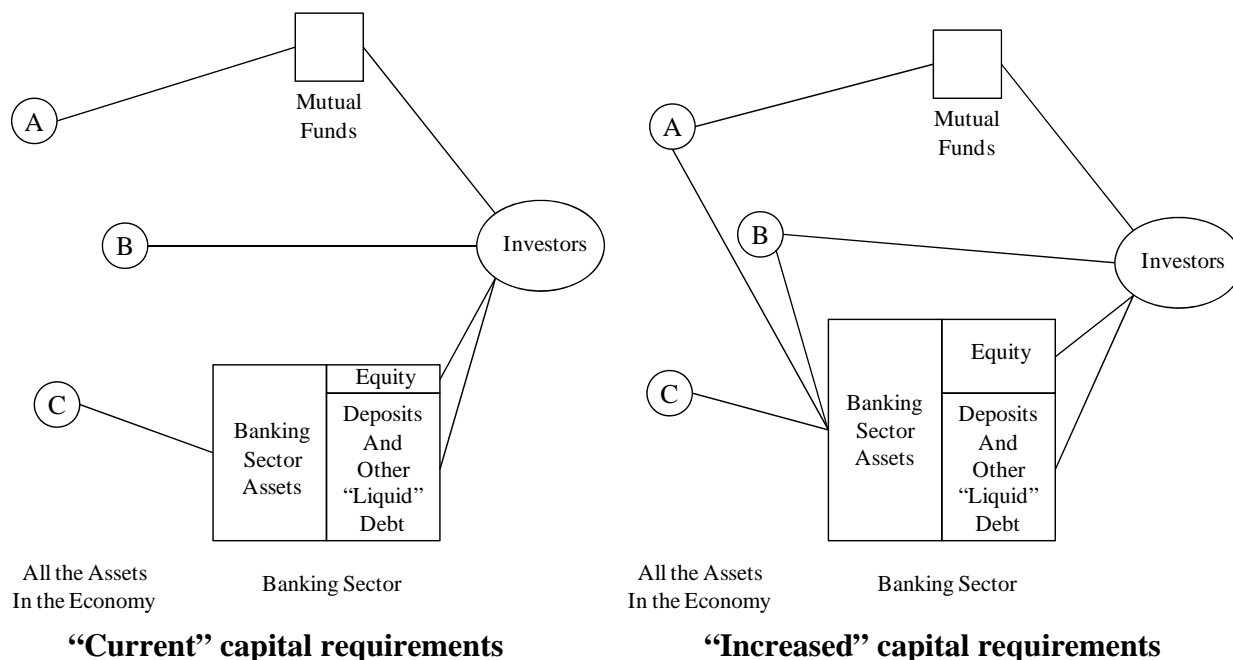 Mutual
Funds
A
B
Investors
C
Banking
Sector
Assets
Equity
Deposits
And
Other
“Liquid”
Debt
All the Assets
In the Economy
Banking Sector
“Current” capital requirements
Mutual
Funds
A
B
Investors
C
Banking
Sector
Assets
Equity
Deposits
And
Other
“Liquid”
Debt
All the Assets
In the Economy
Banking Sector
“Increased” capital requirements